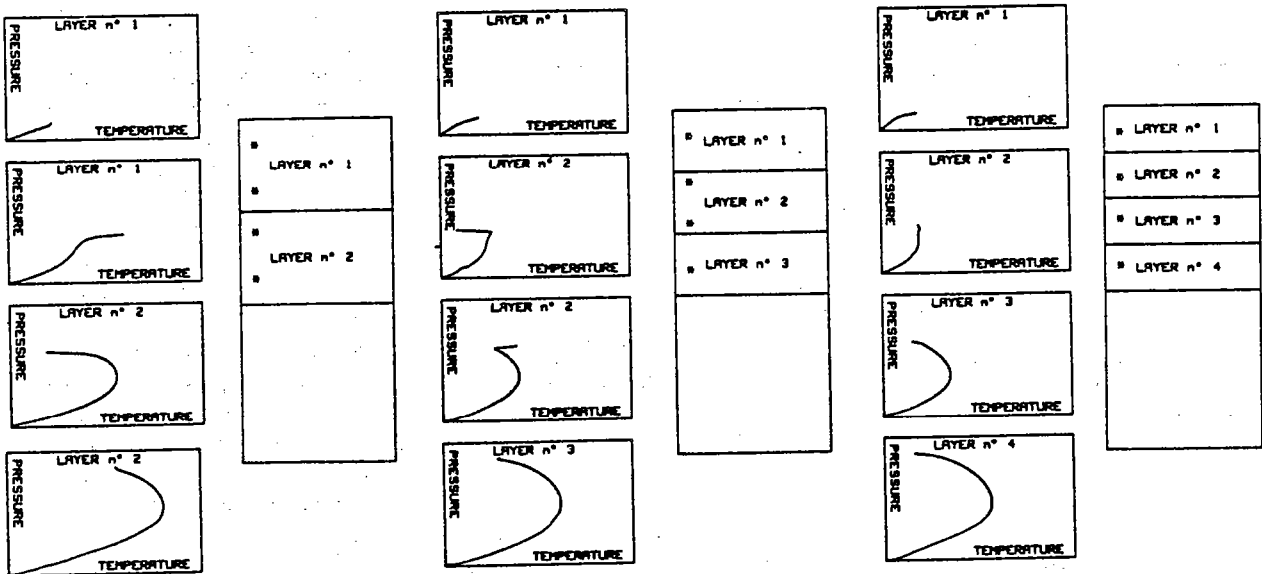 LAYER n° 1
PRESSURE
TEMPERATURE
LAYER n° 1
PRESSURE
TEMPERATURE
LAYER n° 2
PRESSURE
TEMPERATURE
LAYER n° 2
PRESSURE
TEMPERATURE
* LAYER n° 1
*
* LAYER n° 2
*
LAYER n° 1
PRESSURE
TEMPERATURE
LAYER n° 2
PRESSURE
TEMPERATURE
LAYER n° 2
PRESSURE
TEMPERATURE
LAYER n° 3
PRESSURE
TEMPERATURE
* LAYER n° 1
* LAYER n° 2
*
* LAYER n° 3
LAYER n° 1
PRESSURE
TEMPERATURE
LAYER n° 2
PRESSURE
TEMPERATURE
LAYER n° 3
PRESSURE
TEMPERATURE
LAYER n° 4
PRESSURE
TEMPERATURE
* LAYER n° 1
* LAYER n° 2
* LAYER n° 3
* LAYER n° 4